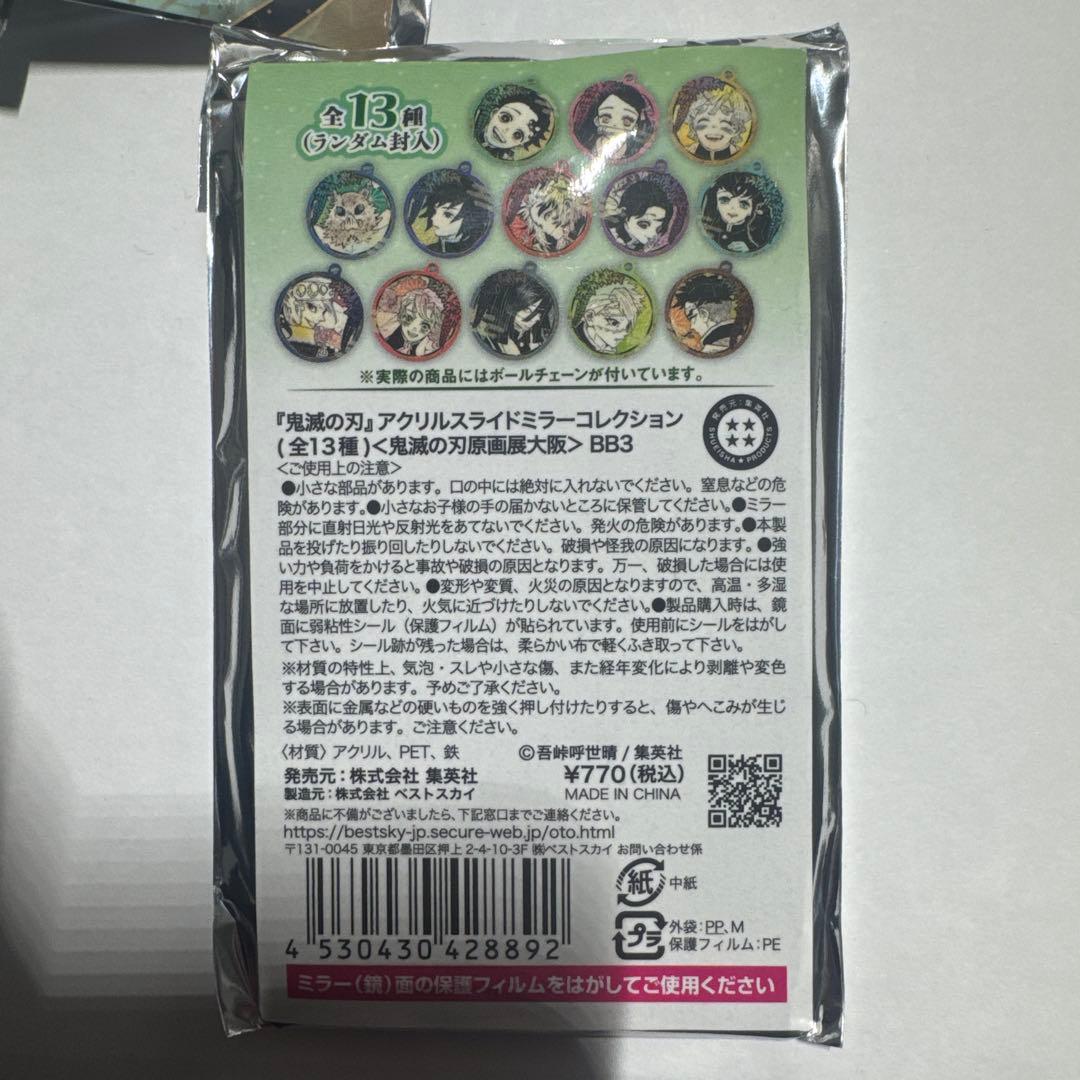 全13種
(ランダム封入)
※実際の商品にはボールチェーンが付いています。
『鬼滅の刃』アクリルスライドミラーコレクション
(全13種)<鬼滅の刃原画展大阪> BB3
発売元:集英社
SHUEISHA★PRODUCTS
<ご使用上の注意>
●小さな部品があります。口の中には絶対に入れないでください。窒息などの危
険があります。●小さなお子様の手の届かないところに保管してください。●ミラー
部分に直射日光や反射光をあてないでください。発火の危険があります。●本製
品を投げたり振り回したりしないでください。破損や怪我の原因になります。●強
い力や負荷をかけると事故や破損の原因となります。万一、破損した場合には使
用を中止してください。●変形や変質、火災の原因となりますので、高温・多湿
な場所に放置したり、火気に近づけたりしないでください。●製品購入時は、鏡
面に弱粘性シール(保護フィルム)が貼られています。使用前にシールをはがし
て下さい。シール跡が残った場合は、柔らかい布で軽くふき取って下さい。
※材質の特性上、気泡・スレや小さな傷、また経年変化により剥離や変色
する場合があります。予めご了承ください。
※表面に金属などの硬いものを強く押し付けたりすると、傷やへこみが生じ
る場合があります。ご注意ください。
〈材質〉アクリル、PET、鉄
©吾峠呼世晴/集英社
発売元:株式会社 集英社
¥770(税込)
製造元:株式会社 ベストスカイ
MADE IN CHINA
※商品に不備がございましたら、下記窓口までご連絡ください。
https://bestsky-jp.secure-web.jp/oto.html
〒131-0045 東京都墨田区押上 2-4-10-3F ㈱ベストスカイ お問い合わせ係
紙
中紙
プラ
外袋:PP、M
保護フィルム:PE
4 530430 428892
ミラー(鏡)面の保護フィルムをはがしてご使用ください